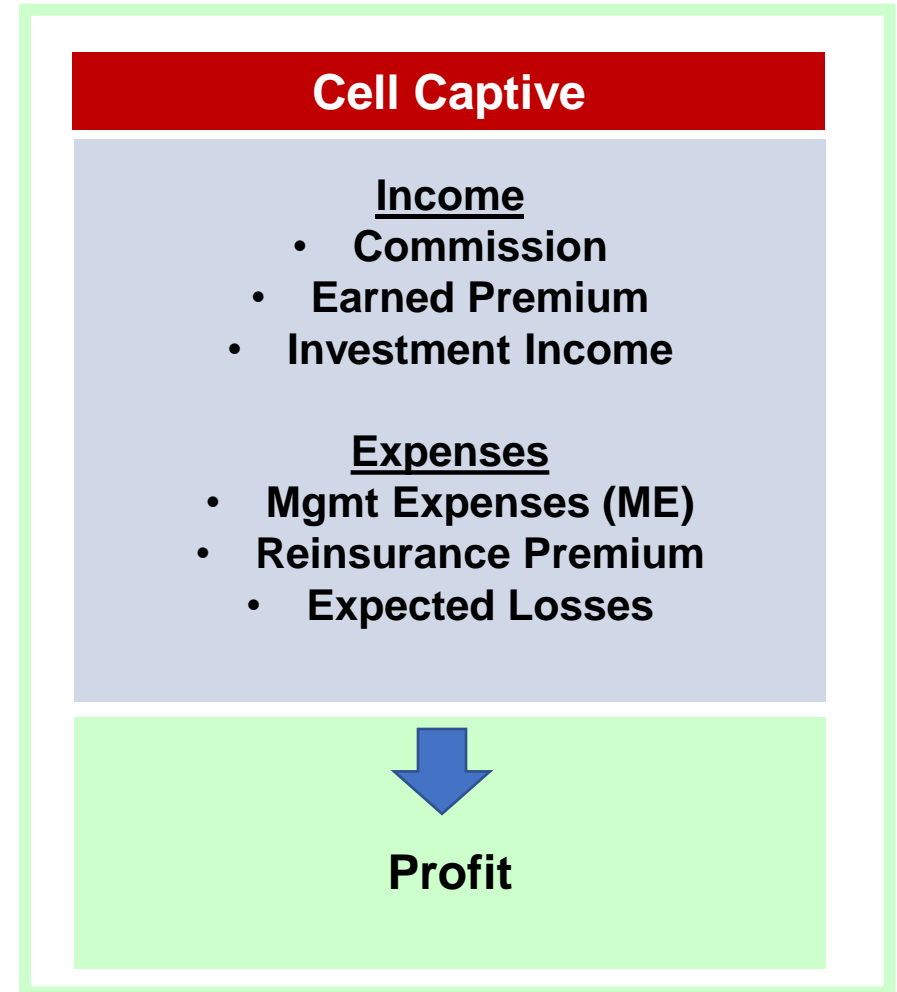 Cell Captive
Income
• Commission
• Earned Premium
• Investment Income
Expenses
• Mgmt Expenses (ME)
• Reinsurance Premium
• Expected Losses
Profit